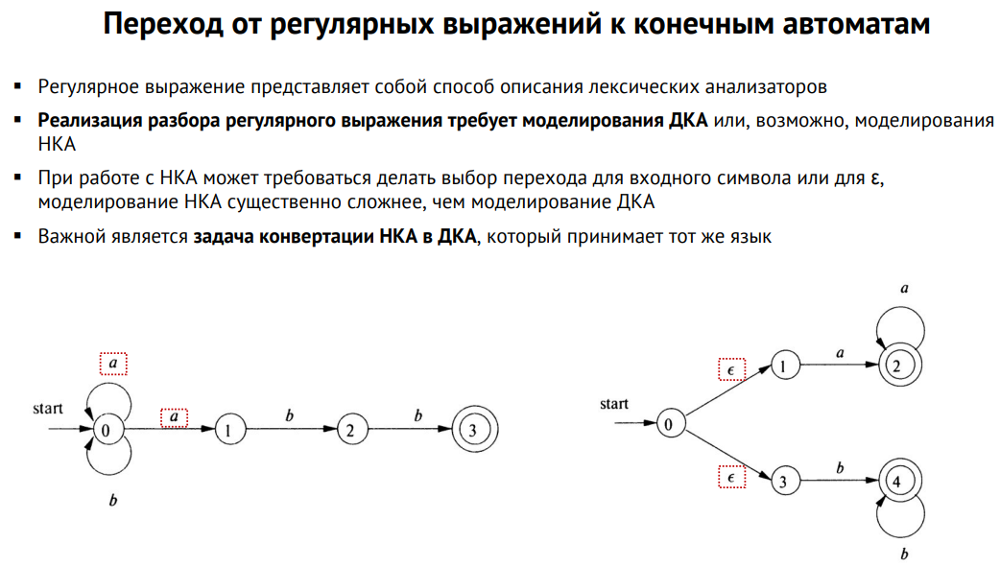 Переход от регулярных выражений к конечным автоматам
▪ Регулярное выражение представляет собой способ описания лексических анализаторов
▪ Реализация разбора регулярного выражения требует моделирования ДКА или, возможно, моделирования
НКА
▪ При работе с НКА может требоваться делать выбор перехода для входного символа или для ε,
моделирование НКА существенно сложнее, чем моделирование ДКА
▪ Важной является задача конвертации НКА в ДКА, который принимает тот же язык
a
start
0
a
1
b
2
b
3
b
start
0
ϵ
1
a
2
a
ϵ
3
b
4
b